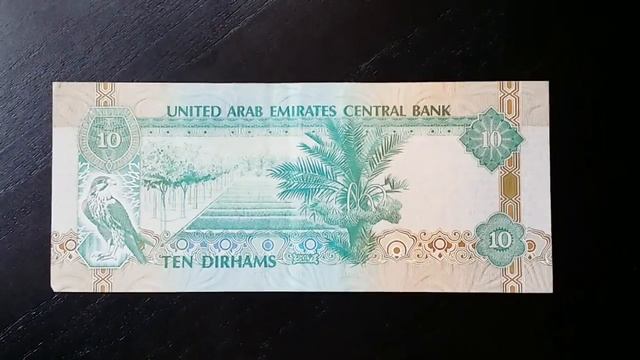 UNITED ARAB EMIRATES CENTRAL BANK
10
10
10
TEN DIRHAMS